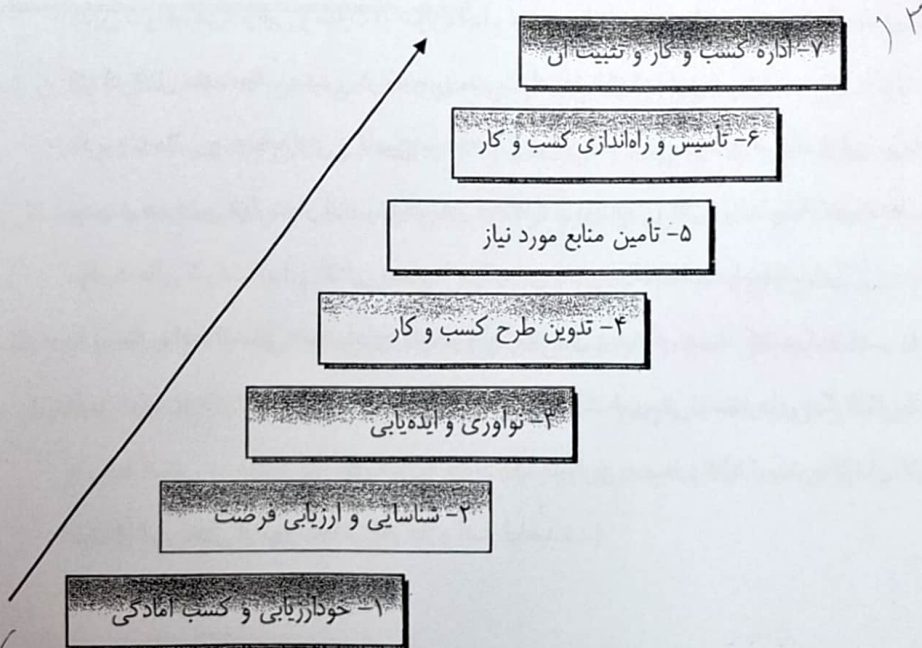 ۷- اداره کسب و کار و تثبیت آن
۶- تأسیس و راه‌اندازی کسب و کار
۵- تأمین منابع مورد نیاز
۴- تدوین طرح کسب و کار
۳- نوآوری و ایده‌یابی
۲- شناسایی و ارزیابی فرصت
۱- خودارزیابی و کسب آمادگی